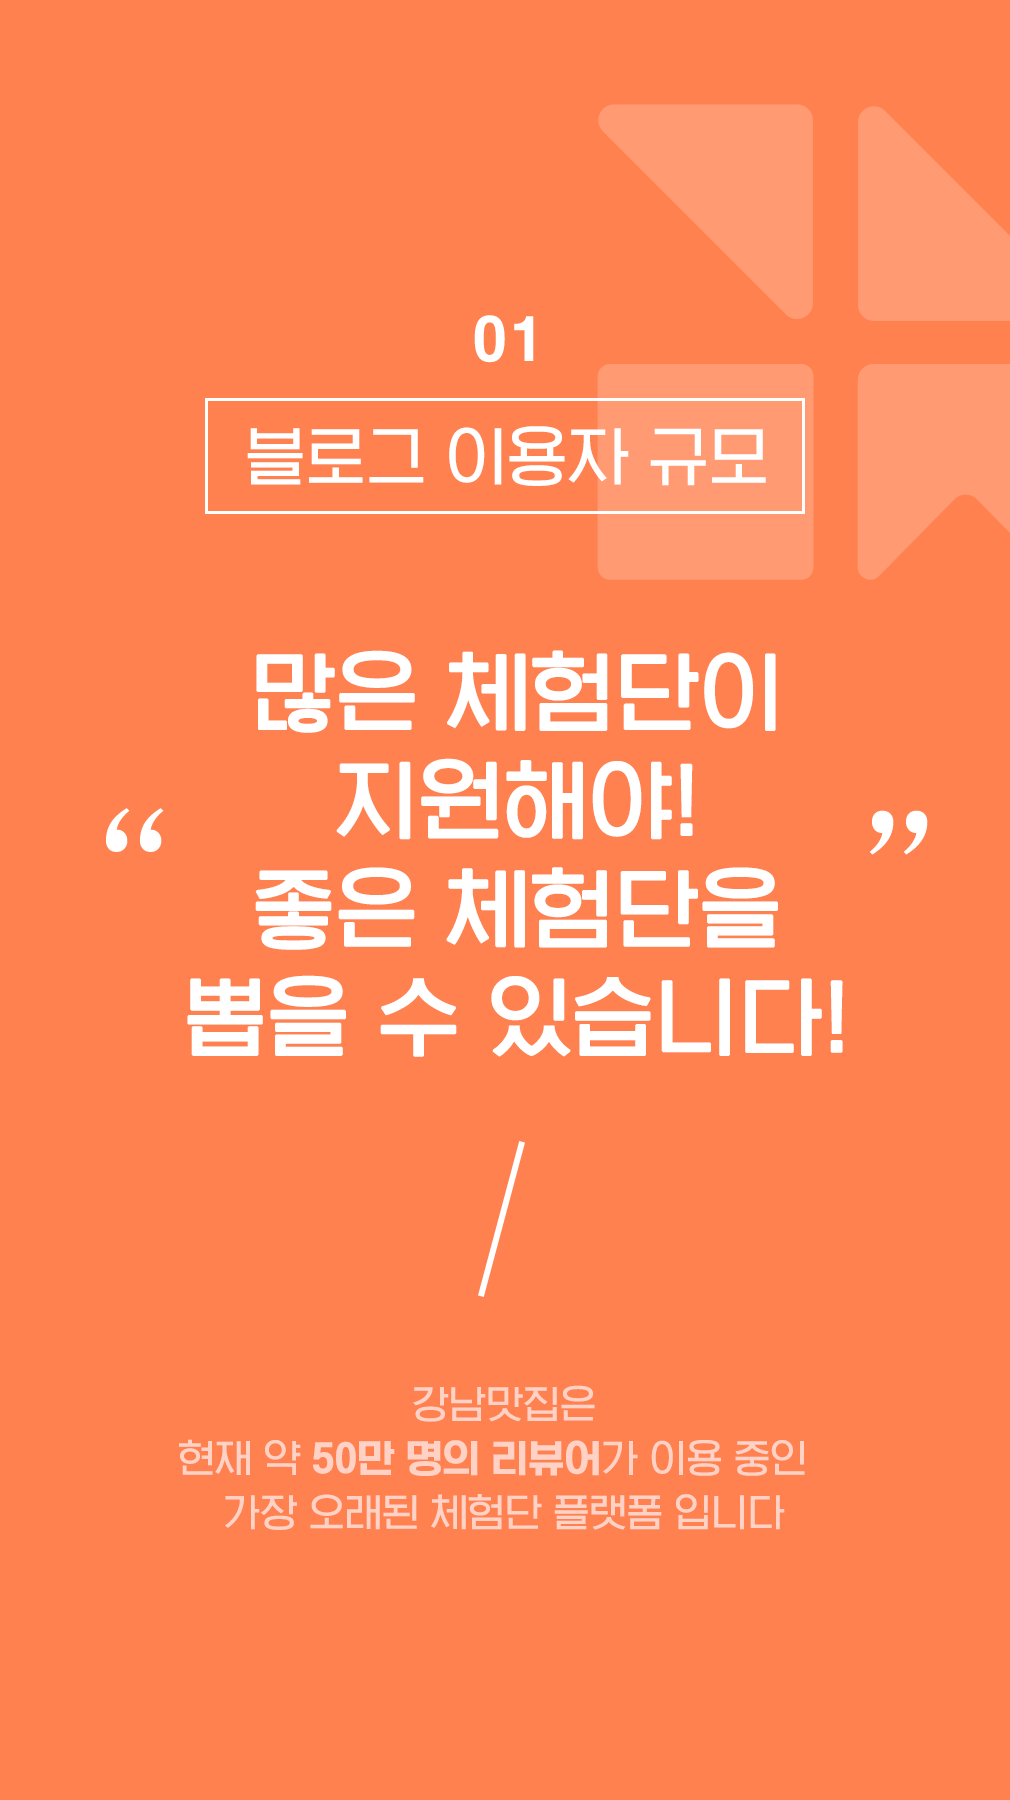 01
블로그 이용자 규모
많은 체험단이
지원해야!
“ ”
좋은 체험단을
뽑을 수 있습니다!
강남맛집은
현재 약 50만 명의 리뷰어가 이용 중인
가장 오래된 체험단 플랫폼 입니다